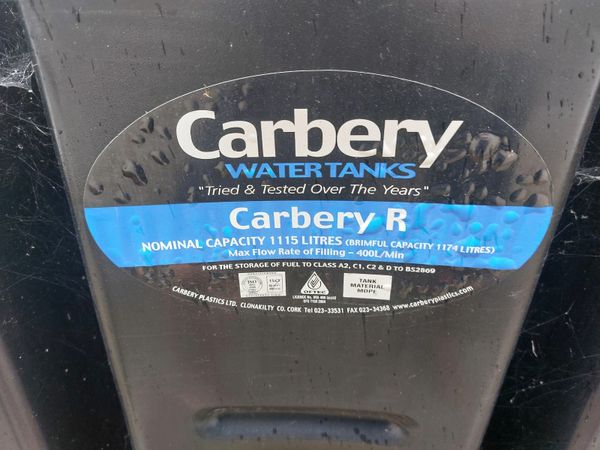 Carbery
WATER TANKS
"Tried & Tested Over The Years"
Carbery R
NOMINAL CAPACITY 1115 LITRES (BRIMFUL CAPACITY 1174 LITRES)
Max Flow Rate of Filling - 400L/Min
FOR THE STORAGE OF FUEL TO CLASS A2, C1, C2 & D TO BS2869
OFTEC
TANK
MATERIAL
MDPE
CARBERY PLASTICS LTD. CLONAKILTY CO. CORK Tel 023-33531 FAX 023-34368 www.carberyplastics.com